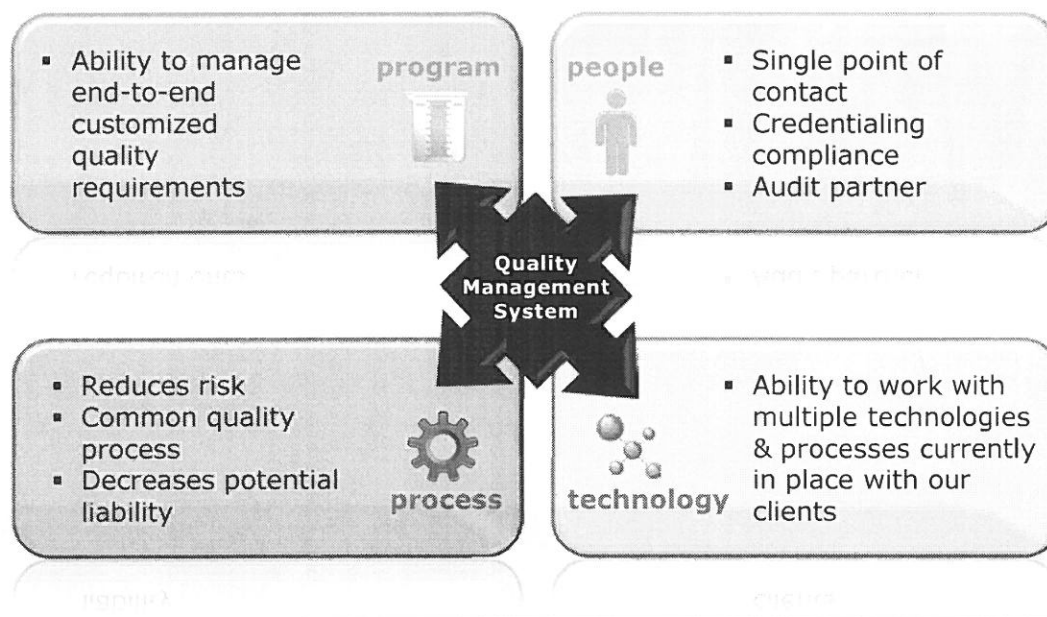 ▪ Ability to manage
end-to-end
customized
quality
requirements
program
people
▪ Single point of
contact
▪ Credentialing
compliance
▪ Audit partner
Quality
Management
System
▪ Reduces risk
▪ Common quality
process
▪ Decreases potential
liability
process
technology
▪ Ability to work with
multiple technologies
& processes currently
in place with our
clients